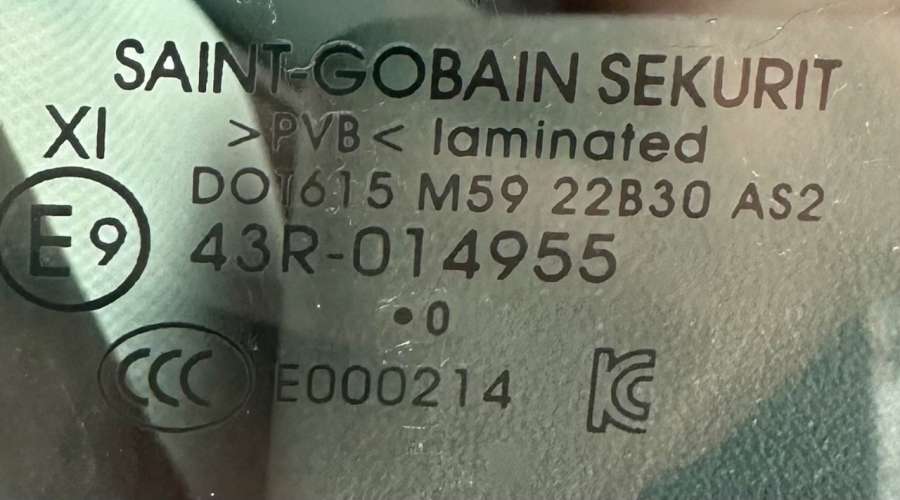 SAINT-GOBAIN SEKURIT
XI >PVB< laminated
DOT615 M59 22B30 AS2
E9 43R-014955
•0
CCC E000214 KC